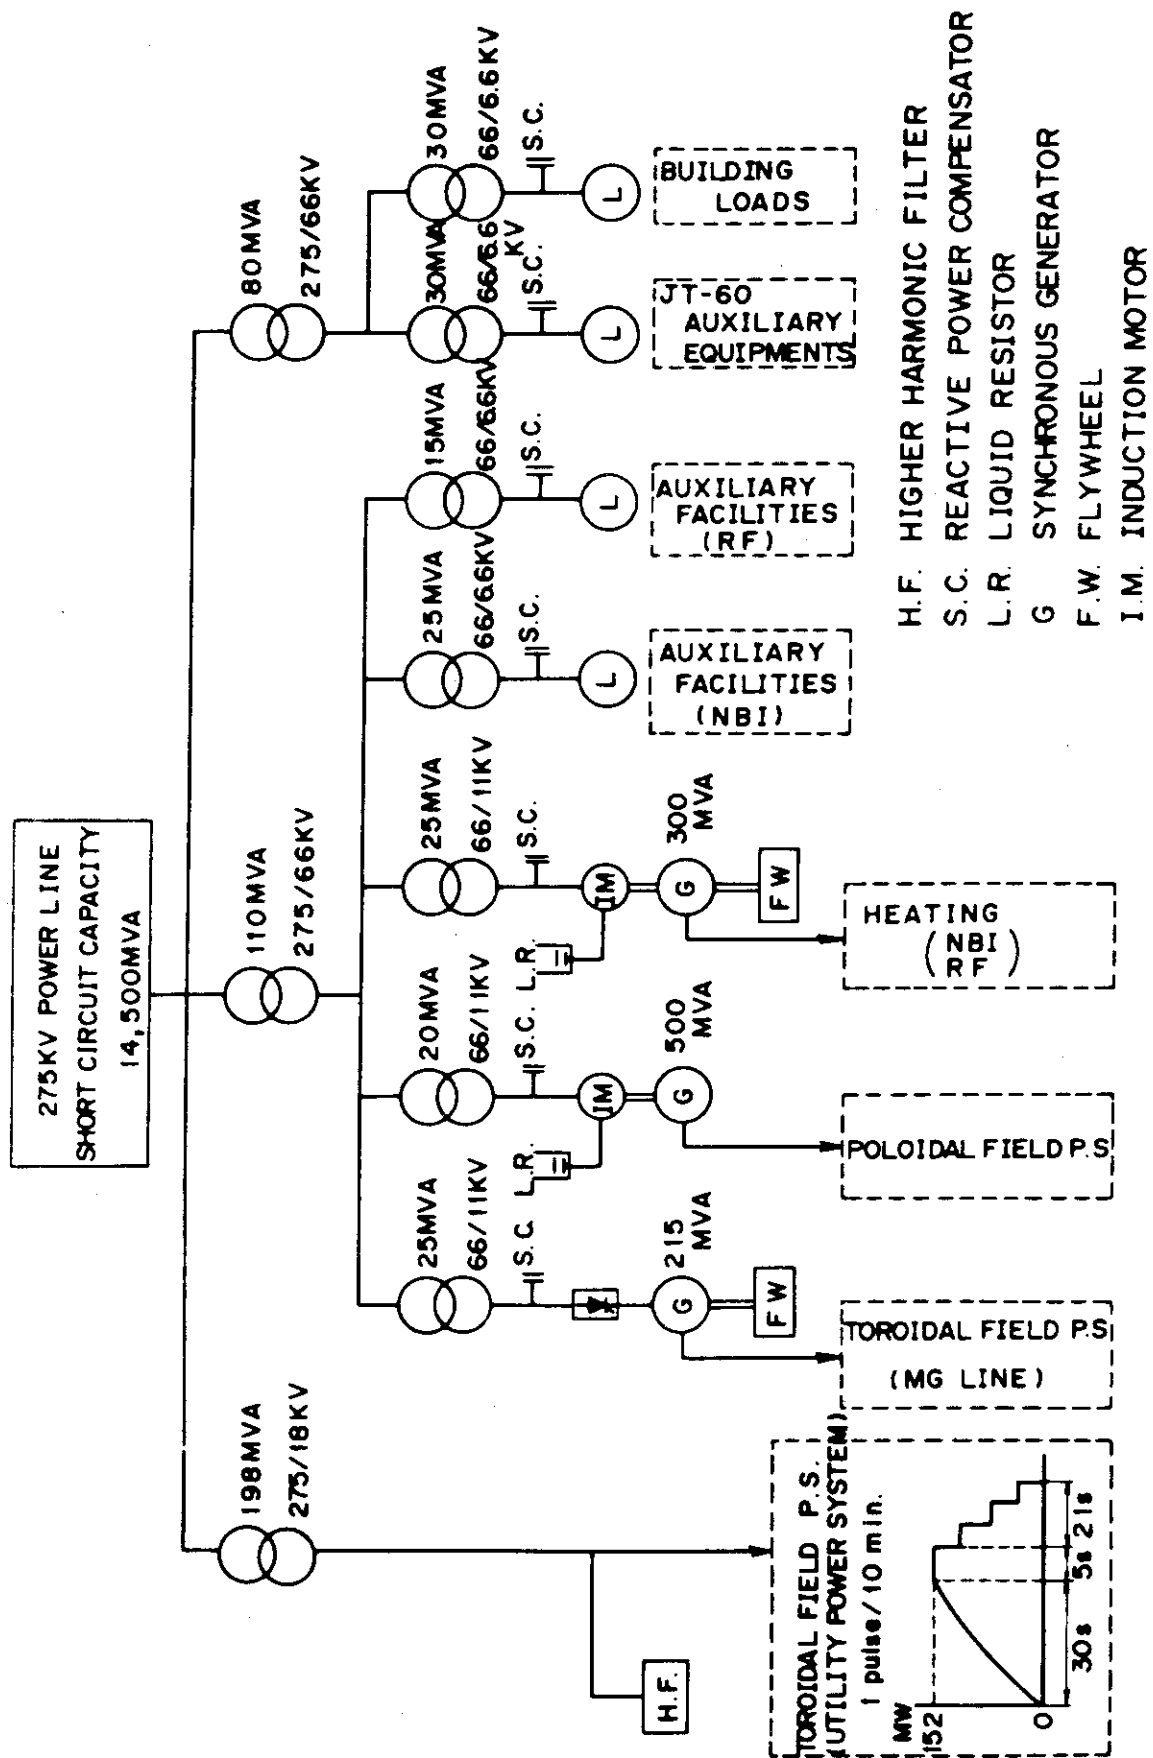 275KV POWER LINE
SHORT CIRCUIT CAPACITY
14,500MVA
198MVA
275/18KV
110MVA
275/66KV
80MVA
275/66KV
25MVA
66/11KV
S.C.
20MVA
66/11KV
S.C.
25MVA
66/11KV
S.C.
25MVA
66/6.6KV
S.C.
15MVA
66/6.6KV
S.C.
30MVA
66/6.6
KV
S.C.
30MVA
66/6.6KV
S.C.
L.R.
L.R.
IM
IM
L
L
L
L
G
215
MVA
G
500
MVA
G
300
MVA
FW
FW
H.F.
TOROIDAL FIELD P.S.
(UTILITY POWER SYSTEM)
1 pulse/10 min.
MW
152
0
30s
5s
21s
TOROIDAL FIELD P.S
(MG LINE)
POLOIDAL FIELD P.S
HEATING
(NBI
RF)
AUXILIARY
FACILITIES
(NBI)
AUXILIARY
FACILITIES
(RF)
JT-60
AUXILIARY
EQUIPMENTS
BUILDING
LOADS
H.F. HIGHER HARMONIC FILTER
S.C. REACTIVE POWER COMPENSATOR
L.R. LIQUID RESISTOR
G SYNCHRONOUS GENERATOR
F.W. FLYWHEEL
I.M. INDUCTION MOTOR